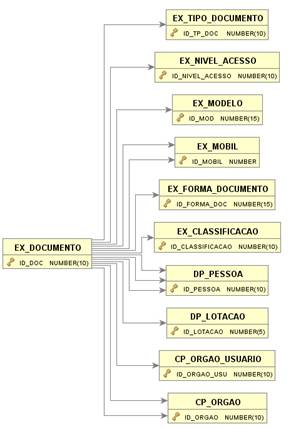 EX_TIPO_DOCUMENTO
ID_TP_DOC NUMBER(10)
EX_NIVEL_ACESSO
ID_NIVEL_ACESSO NUMBER(10)
EX_MODELO
ID_MOD NUMBER(15)
EX_MOBIL
ID_MOBIL NUMBER
EX_FORMA_DOCUMENTO
ID_FORMA_DOC NUMBER(15)
EX_CLASSIFICACAO
ID_CLASSIFICACAO NUMBER(10)
EX_DOCUMENTO
ID_DOC NUMBER(10)
DP_PESSOA
ID_PESSOA NUMBER(10)
DP_LOTACAO
ID_LOTACAO NUMBER(5)
CP_ORGAO_USUARIO
ID_ORGAO_USU NUMBER(10)
CP_ORGAO
ID_ORGAO NUMBER(10)